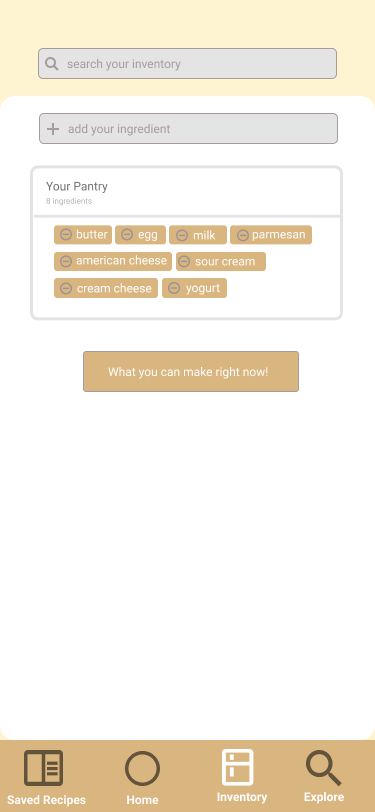 search your inventory
add your ingredient
Your Pantry
8 ingredients
butter egg milk parmesan
american cheese sour cream
cream cheese yogurt
What you can make right now!
Saved Recipes Home Inventory Explore